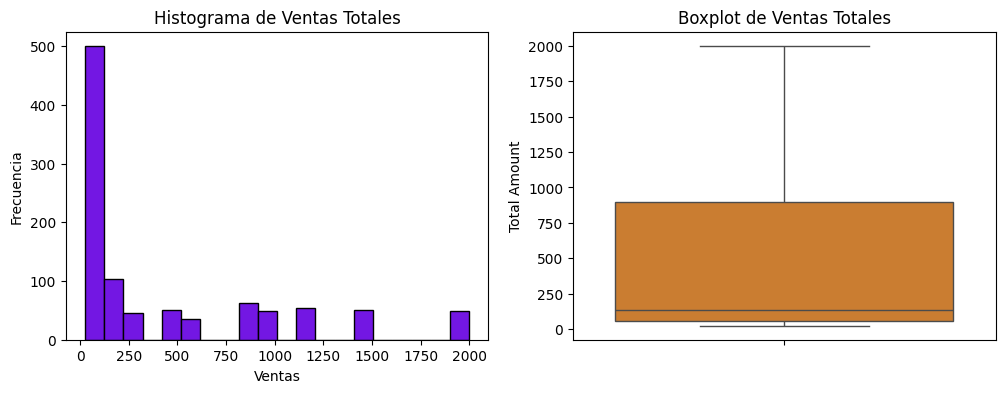 Histograma de Ventas Totales
500
400
300
200
100
0
Frecuencia
0 250 500 750 1000 1250 1500 1750 2000
Ventas
Boxplot de Ventas Totales
2000
1750
1500
1250
1000
750
500
250
0
Total Amount